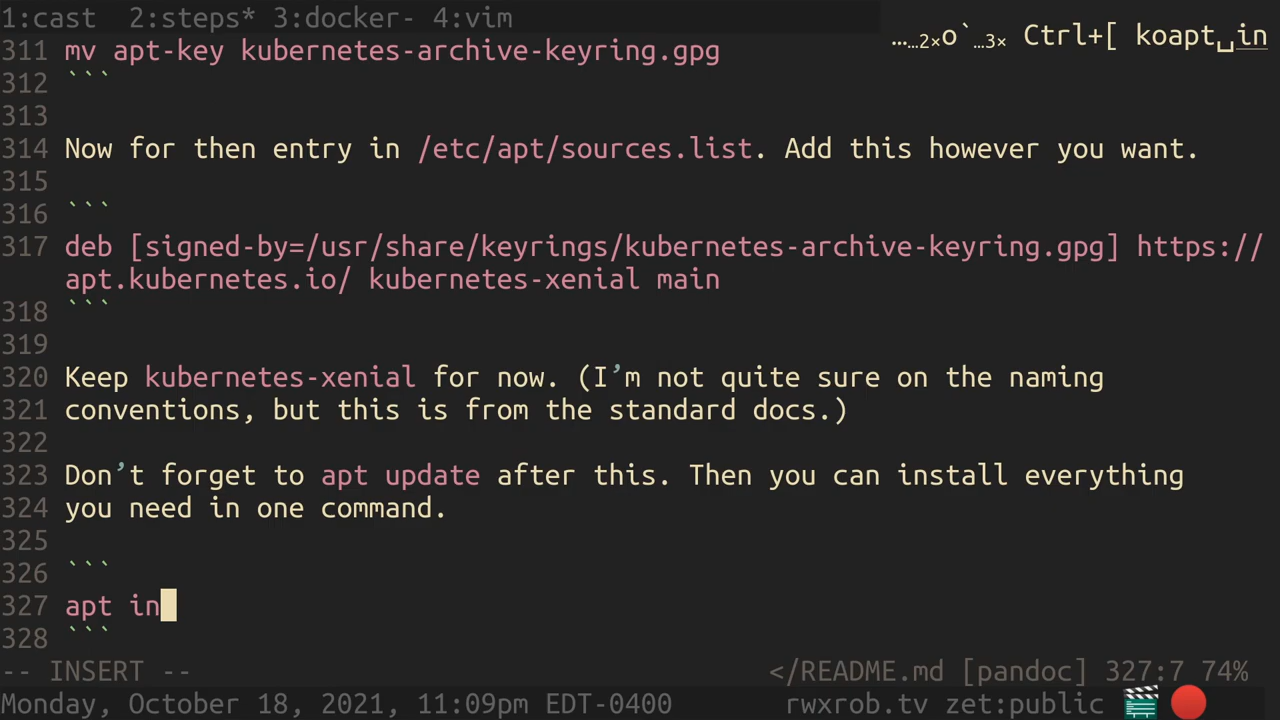 1:cast  2:steps* 3:docker- 4:vim
……2×o`…3× Ctrl+[ koapt␣in
311 mv apt-key kubernetes-archive-keyring.gpg
312 ```
313
314 Now for then entry in /etc/apt/sources.list. Add this however you want.
315
316 ```
317 deb [signed-by=/usr/share/keyrings/kubernetes-archive-keyring.gpg] https://
apt.kubernetes.io/ kubernetes-xenial main
318 ```
319
320 Keep kubernetes-xenial for now. (I’m not quite sure on the naming
321 conventions, but this is from the standard docs.)
322
323 Don’t forget to apt update after this. Then you can install everything
324 you need in one command.
325
326 ```
327 apt in
328 ```
-- INSERT -- </README.md [pandoc] 327:7 74%
Monday, October 18, 2021, 11:09pm EDT-0400 rwxrob.tv zet:public